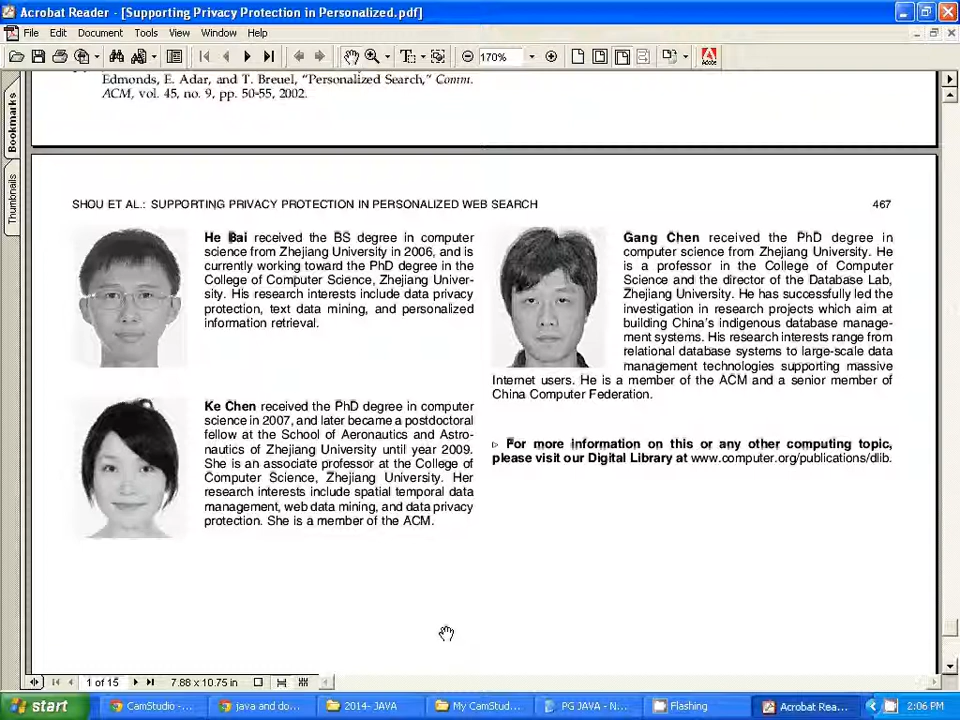 Acrobat Reader - [Supporting Privacy Protection in Personalized.pdf]
File Edit Document Tools View Window Help
170%
Bookmarks
Thumbnails
Edmonds, E. Adar, and T. Breuel, "Personalized Search," Comm.
ACM, vol. 45, no. 9, pp. 50-55, 2002.
SHOU ET AL.: SUPPORTING PRIVACY PROTECTION IN PERSONALIZED WEB SEARCH 467
He Bai received the BS degree in computer
science from Zhejiang University in 2006, and is
currently working toward the PhD degree in the
College of Computer Science, Zhejiang Univer-
sity. His research interests include data privacy
protection, text data mining, and personalized
information retrieval.
Ke Chen received the PhD degree in computer
science in 2007, and later became a postdoctoral
fellow at the School of Aeronautics and Astro-
nautics of Zhejiang University until year 2009.
She is an associate professor at the College of
Computer Science, Zhejiang University. Her
research interests include spatial temporal data
management, web data mining, and data privacy
protection. She is a member of the ACM.
Gang Chen received the PhD degree in
computer science from Zhejiang University. He
is a professor in the College of Computer
Science and the director of the Database Lab,
Zhejiang University. He has successfully led the
investigation in research projects which aim at
building China's indigenous database manage-
ment systems. His research interests range from
relational database systems to large-scale data
management technologies supporting massive
Internet users. He is a member of the ACM and a senior member of
China Computer Federation.
▹ For more information on this or any other computing topic,
please visit our Digital Library at www.computer.org/publications/dlib.
1 of 15 7.88 x 10.75 in
start CamStudio -... java and do... 2014- JAVA My CamStud... PG JAVA - N... Flashing Acrobat Rea... 2:06 PM